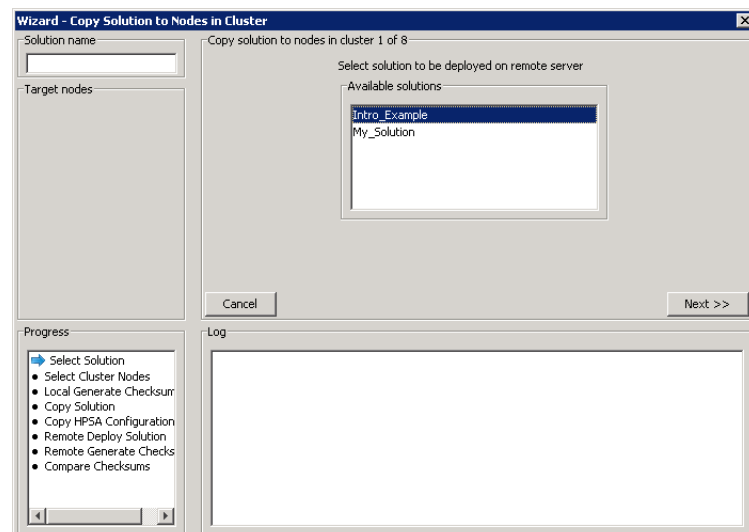 Wizard - Copy Solution to Nodes in Cluster
Solution name
Target nodes
Copy solution to nodes in cluster 1 of 8
Select solution to be deployed on remote server
Available solutions
Intro_Example
My_Solution
Cancel
Next >>
Progress
Select Solution
Select Cluster Nodes
Local Generate Checksum
Copy Solution
Copy HPSA Configuration
Remote Deploy Solution
Remote Generate Checks
Compare Checksums
Log